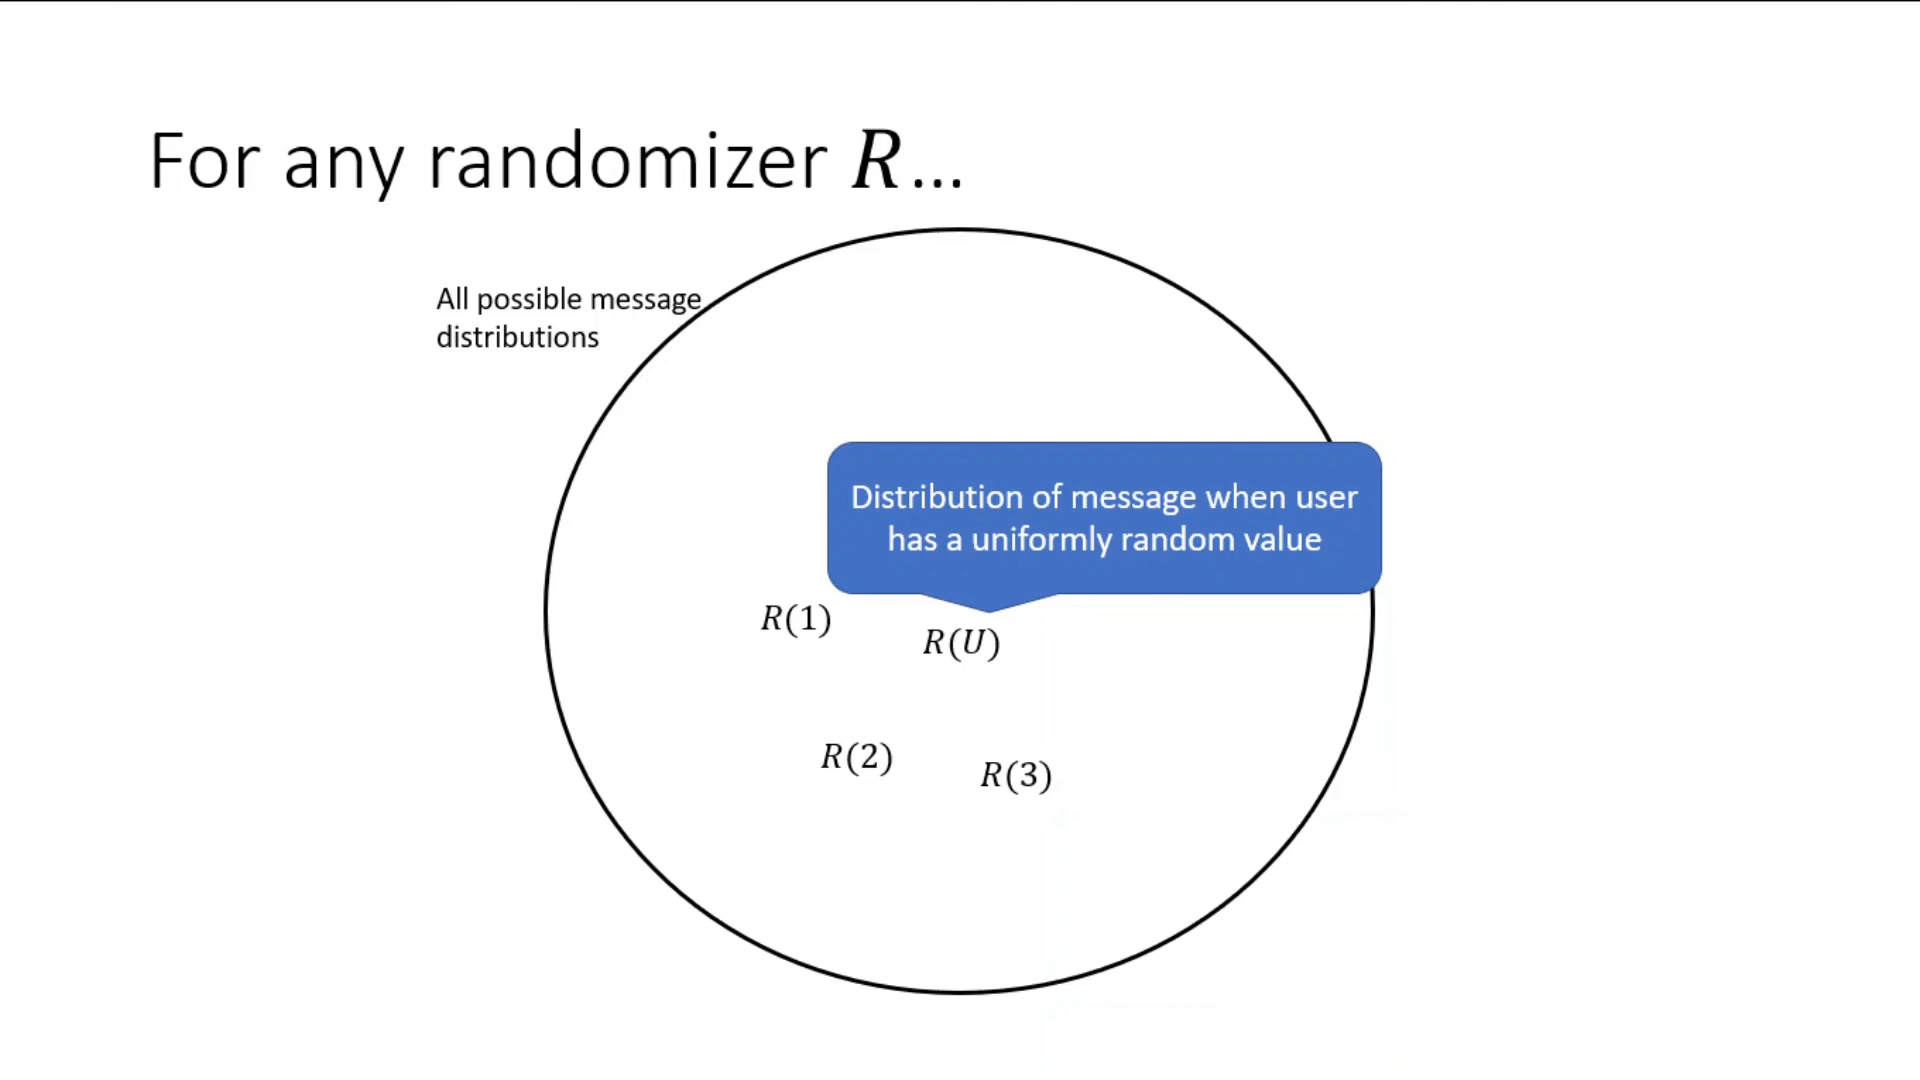 For any randomizer R...
All possible message
distributions
Distribution of message when user
has a uniformly random value
R(1)
R(U)
R(2)
R(3)